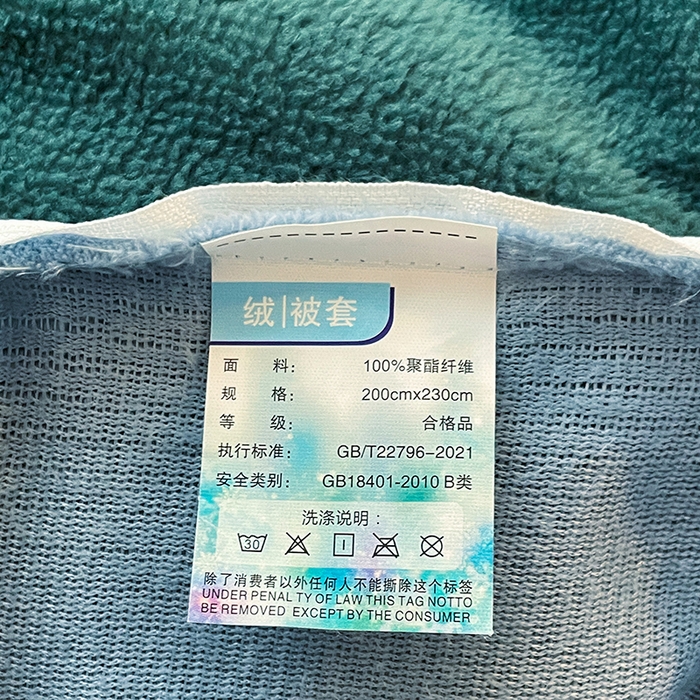 绒|被套
面 料: 100%聚酯纤维
规 格: 200cmx230cm
等 级: 合格品
执行标准: GB/T22796-2021
安全类别: GB18401-2010 B类
洗涤说明:
30
除了消费者以外任何人不能撕除这个标签
UNDER PENAL TY OF LAW THIS TAG NOTTO
BE REMOVED EXCEPT BY THE CONSUMER